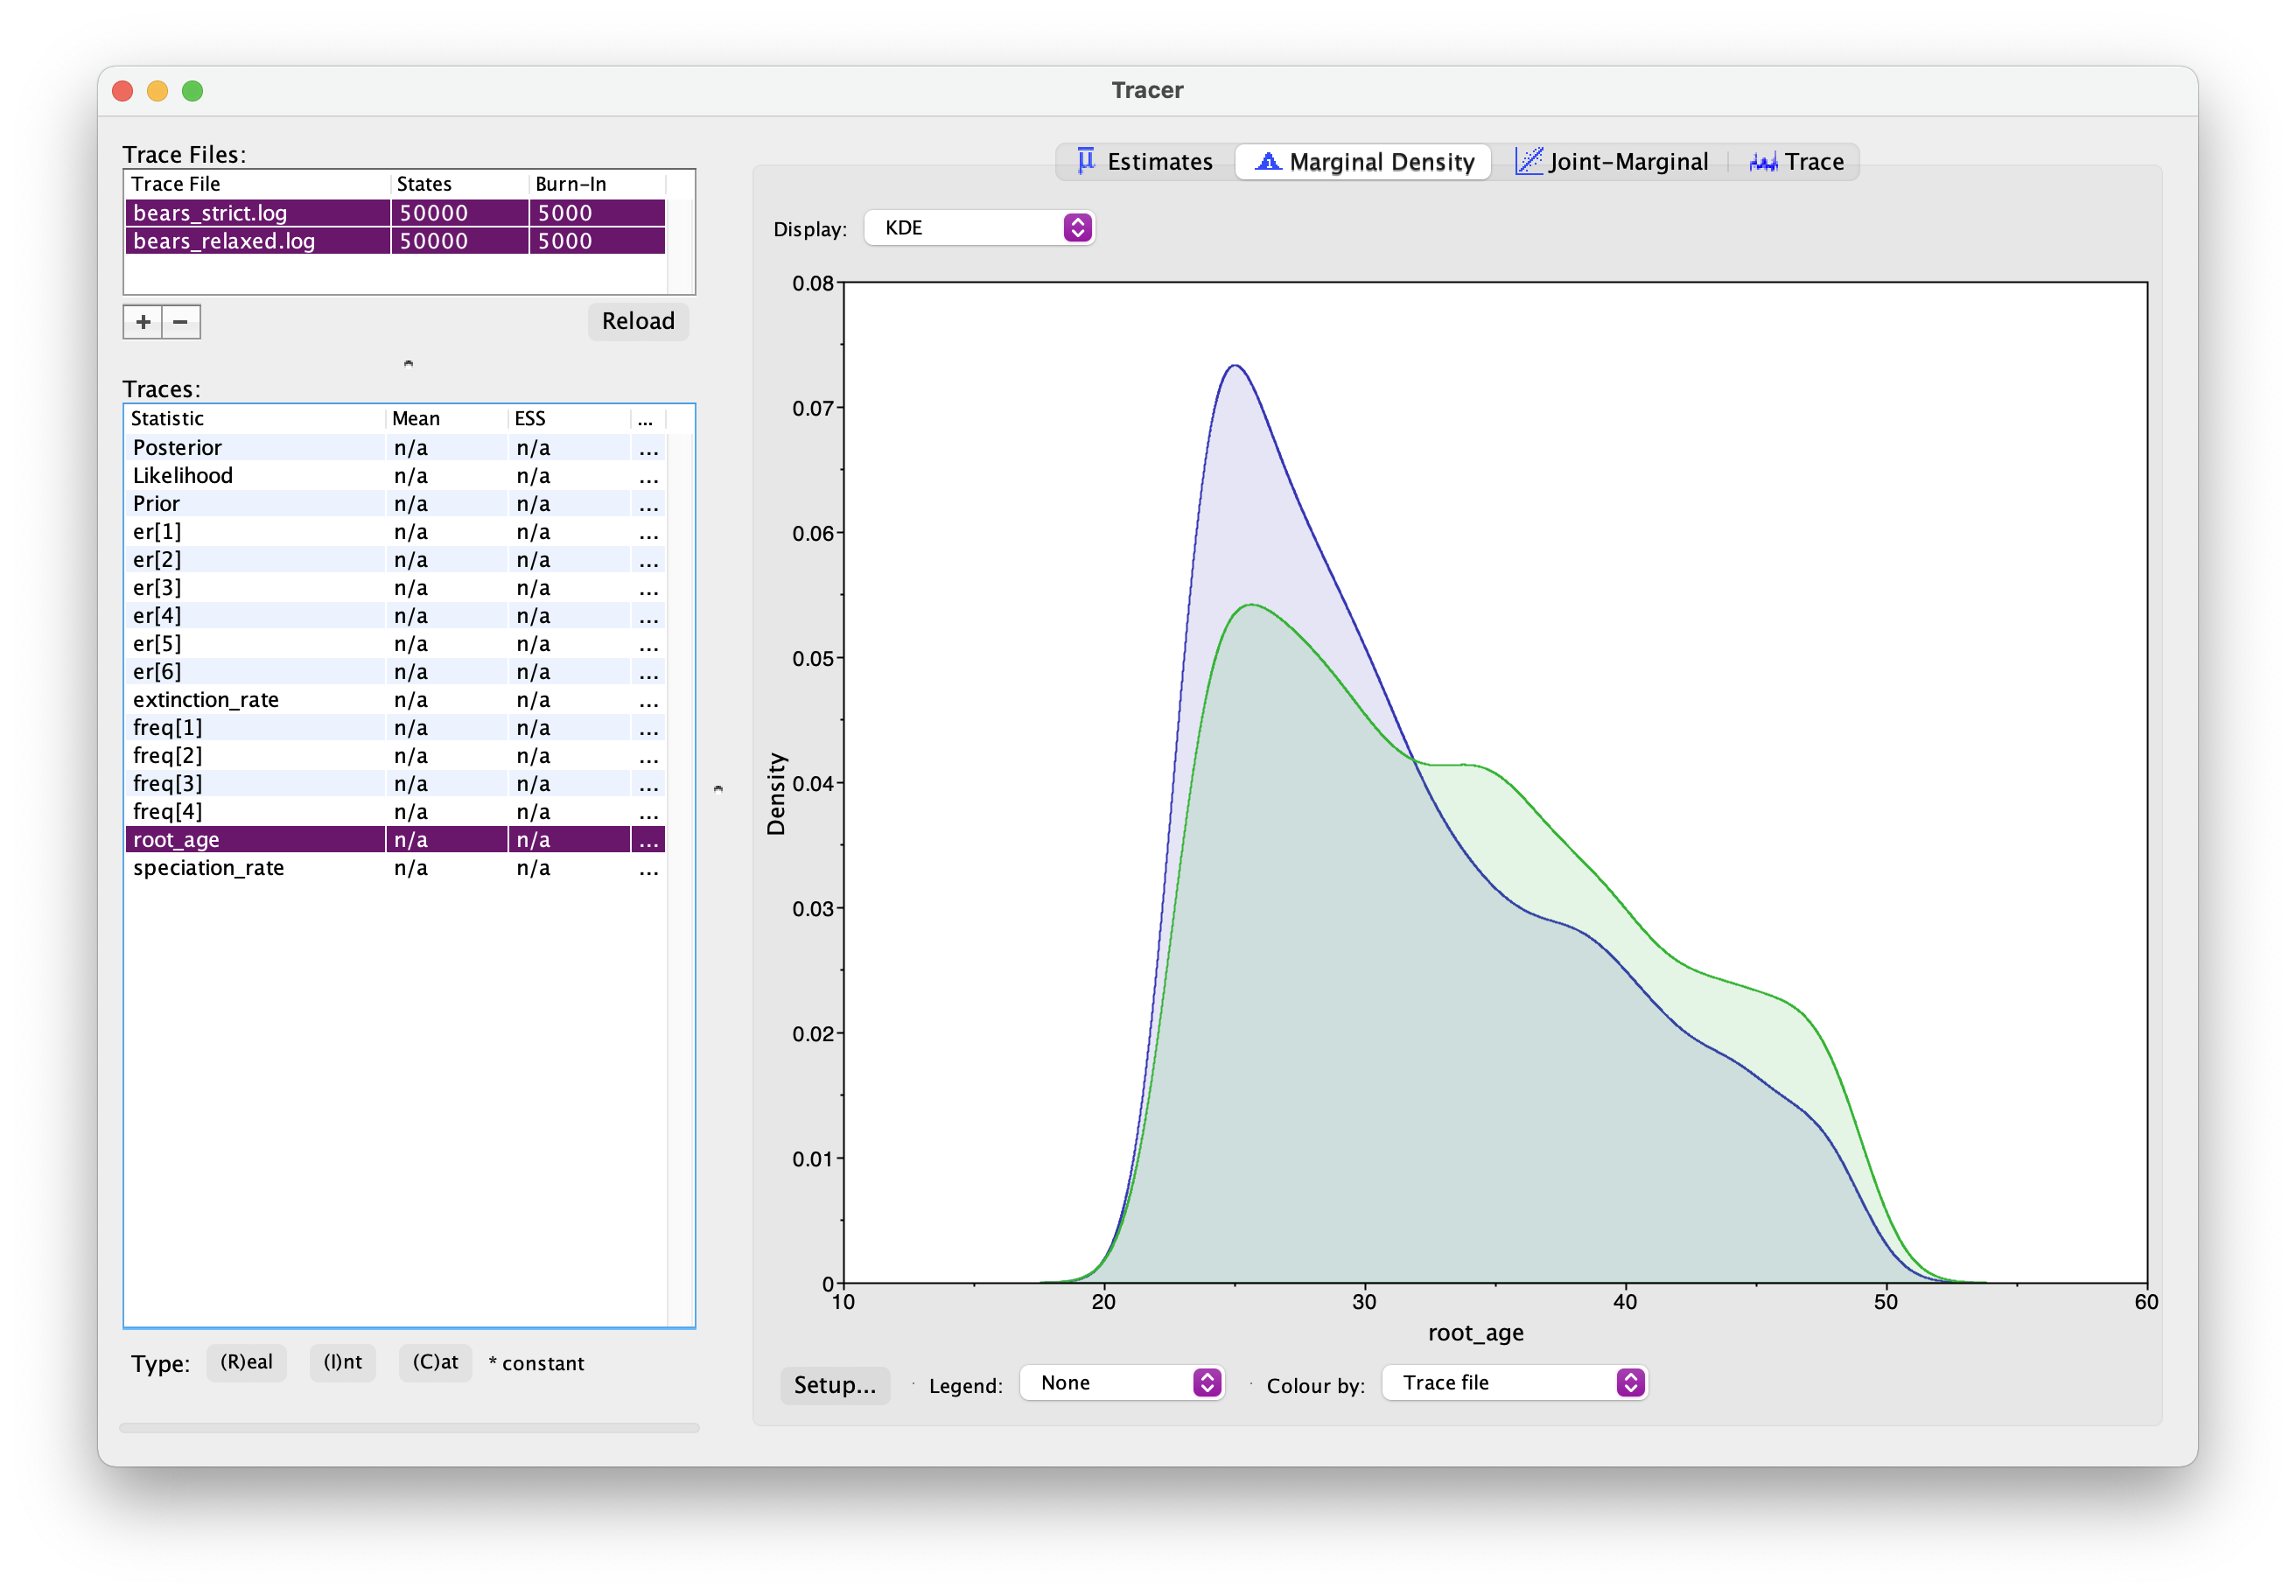 Tracer
Trace Files:
Trace File States Burn-In
bears_strict.log 50000 5000
bears_relaxed.log 50000 5000
+ −
Reload
Traces:
Statistic Mean ESS ...
Posterior n/a n/a ...
Likelihood n/a n/a ...
Prior n/a n/a ...
er[1] n/a n/a ...
er[2] n/a n/a ...
er[3] n/a n/a ...
er[4] n/a n/a ...
er[5] n/a n/a ...
er[6] n/a n/a ...
extinction_rate n/a n/a ...
freq[1] n/a n/a ...
freq[2] n/a n/a ...
freq[3] n/a n/a ...
freq[4] n/a n/a ...
root_age n/a n/a ...
speciation_rate n/a n/a ...
Type: (R)eal (I)nt (C)at * constant
Estimates Marginal Density Joint-Marginal Trace
Display: KDE
0.08
0.07
0.06
0.05
0.04
0.03
0.02
0.01
0
Density
10 20 30 40 50 60
root_age
Setup... Legend: None Colour by: Trace file